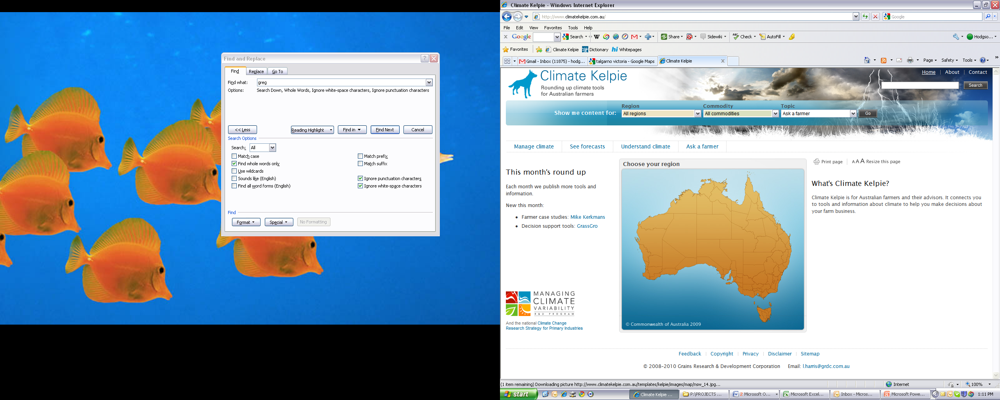 Find and Replace
Find
Replace
Go To
Find what:
greg
Options:
Search Down, Whole Words, Ignore white-space characters, Ignore punctuation characters
<< Less
Reading Highlight
Find in
Find Next
Cancel
Search Options
Search:
All
Match case
Find whole words only
Use wildcards
Sounds like (English)
Find all word forms (English)
Match prefix
Match suffix
Ignore punctuation characters
Ignore white-space characters
Find
Format
Special
No Formatting
Climate Kelpie - Windows Internet Explorer
http://www.climatekelpie.com.au/
Google
File Edit View Favorites Tools Help
Google
Search
W
Share
Sidewiki
ABC Check
AutoFill
Hodgso...
Favorites
Climate Kelpie
Dictionary
hi Whitepages
Gmail - Inbox (11875) - hodg...
talgarno victoria - Google Maps
Climate Kelpie
Page
Safety
Tools
Climate Kelpie
Rounding up climate tools
for Australian farmers
Home | About | Contact
Search
Show me content for:
Region
All regions
Commodity
All commodities
Topic
Ask a farmer
Go
Manage climate
See forecasts
Understand climate
Ask a farmer
This month's round up
Each month we publish more tools and
information.
New this month:
Farmer case studies: Mike Kerkmans
Decision support tools: GrassGro
MANAGING
CLIMATE
VARIABILITY
R&D PROGRAM
And the national Climate Change
Research Strategy for Primary Industries
Choose your region
© Commonwealth of Australia 2009
Print page
A A A Resize this page
What's Climate Kelpie?
Climate Kelpie is for Australian farmers and their advisors. It connects you
to tools and information about climate to help you make decisions about
your farm business.
Feedback | Copyright | Privacy | Disclaimer | Sitemap
© 2008-2010 Grains Research & Development Corporation Email: l.harris@grdc.com.au
(1 item remaining) Downloading picture http://www.climatekelpie.com.au/templates/kelpie/images/map/nsw_14.jpg...
Internet
100%
start
Climate Kelpie ...
P:\PROJECTS ...
2 Microsoft O...
Microsoft Excel...
Inbox - Micros...
Microsoft Powe...
1:11 PM